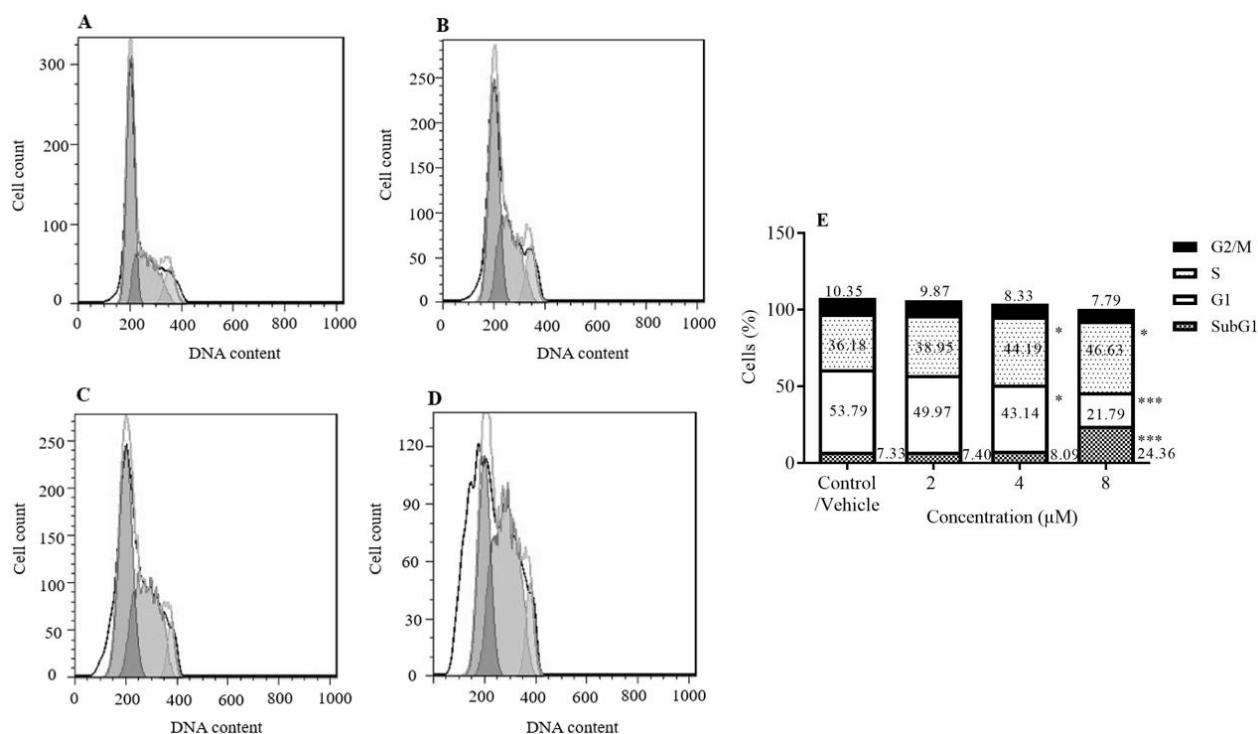 A
300
200
100
0
0 200 400 600 800 1000
Cell count
DNA content
B
250
200
150
100
50
0
0 200 400 600 800 1000
Cell count
DNA content
C
250
200
150
100
50
0
0 200 400 600 800 1000
Cell count
DNA content
D
120
90
60
30
0
0 200 400 600 800 1000
Cell count
DNA content
E
150
100
50
0
Cells (%)
10.35 9.87 8.33 7.79
36.18 38.95 44.19 * 46.63 *
53.79 49.97 43.14 * 21.79 ***
7.33 7.40 8.09 24.36 ***
Control
/Vehicle 2 4 8
Concentration (µM)
G2/M
S
G1
SubG1